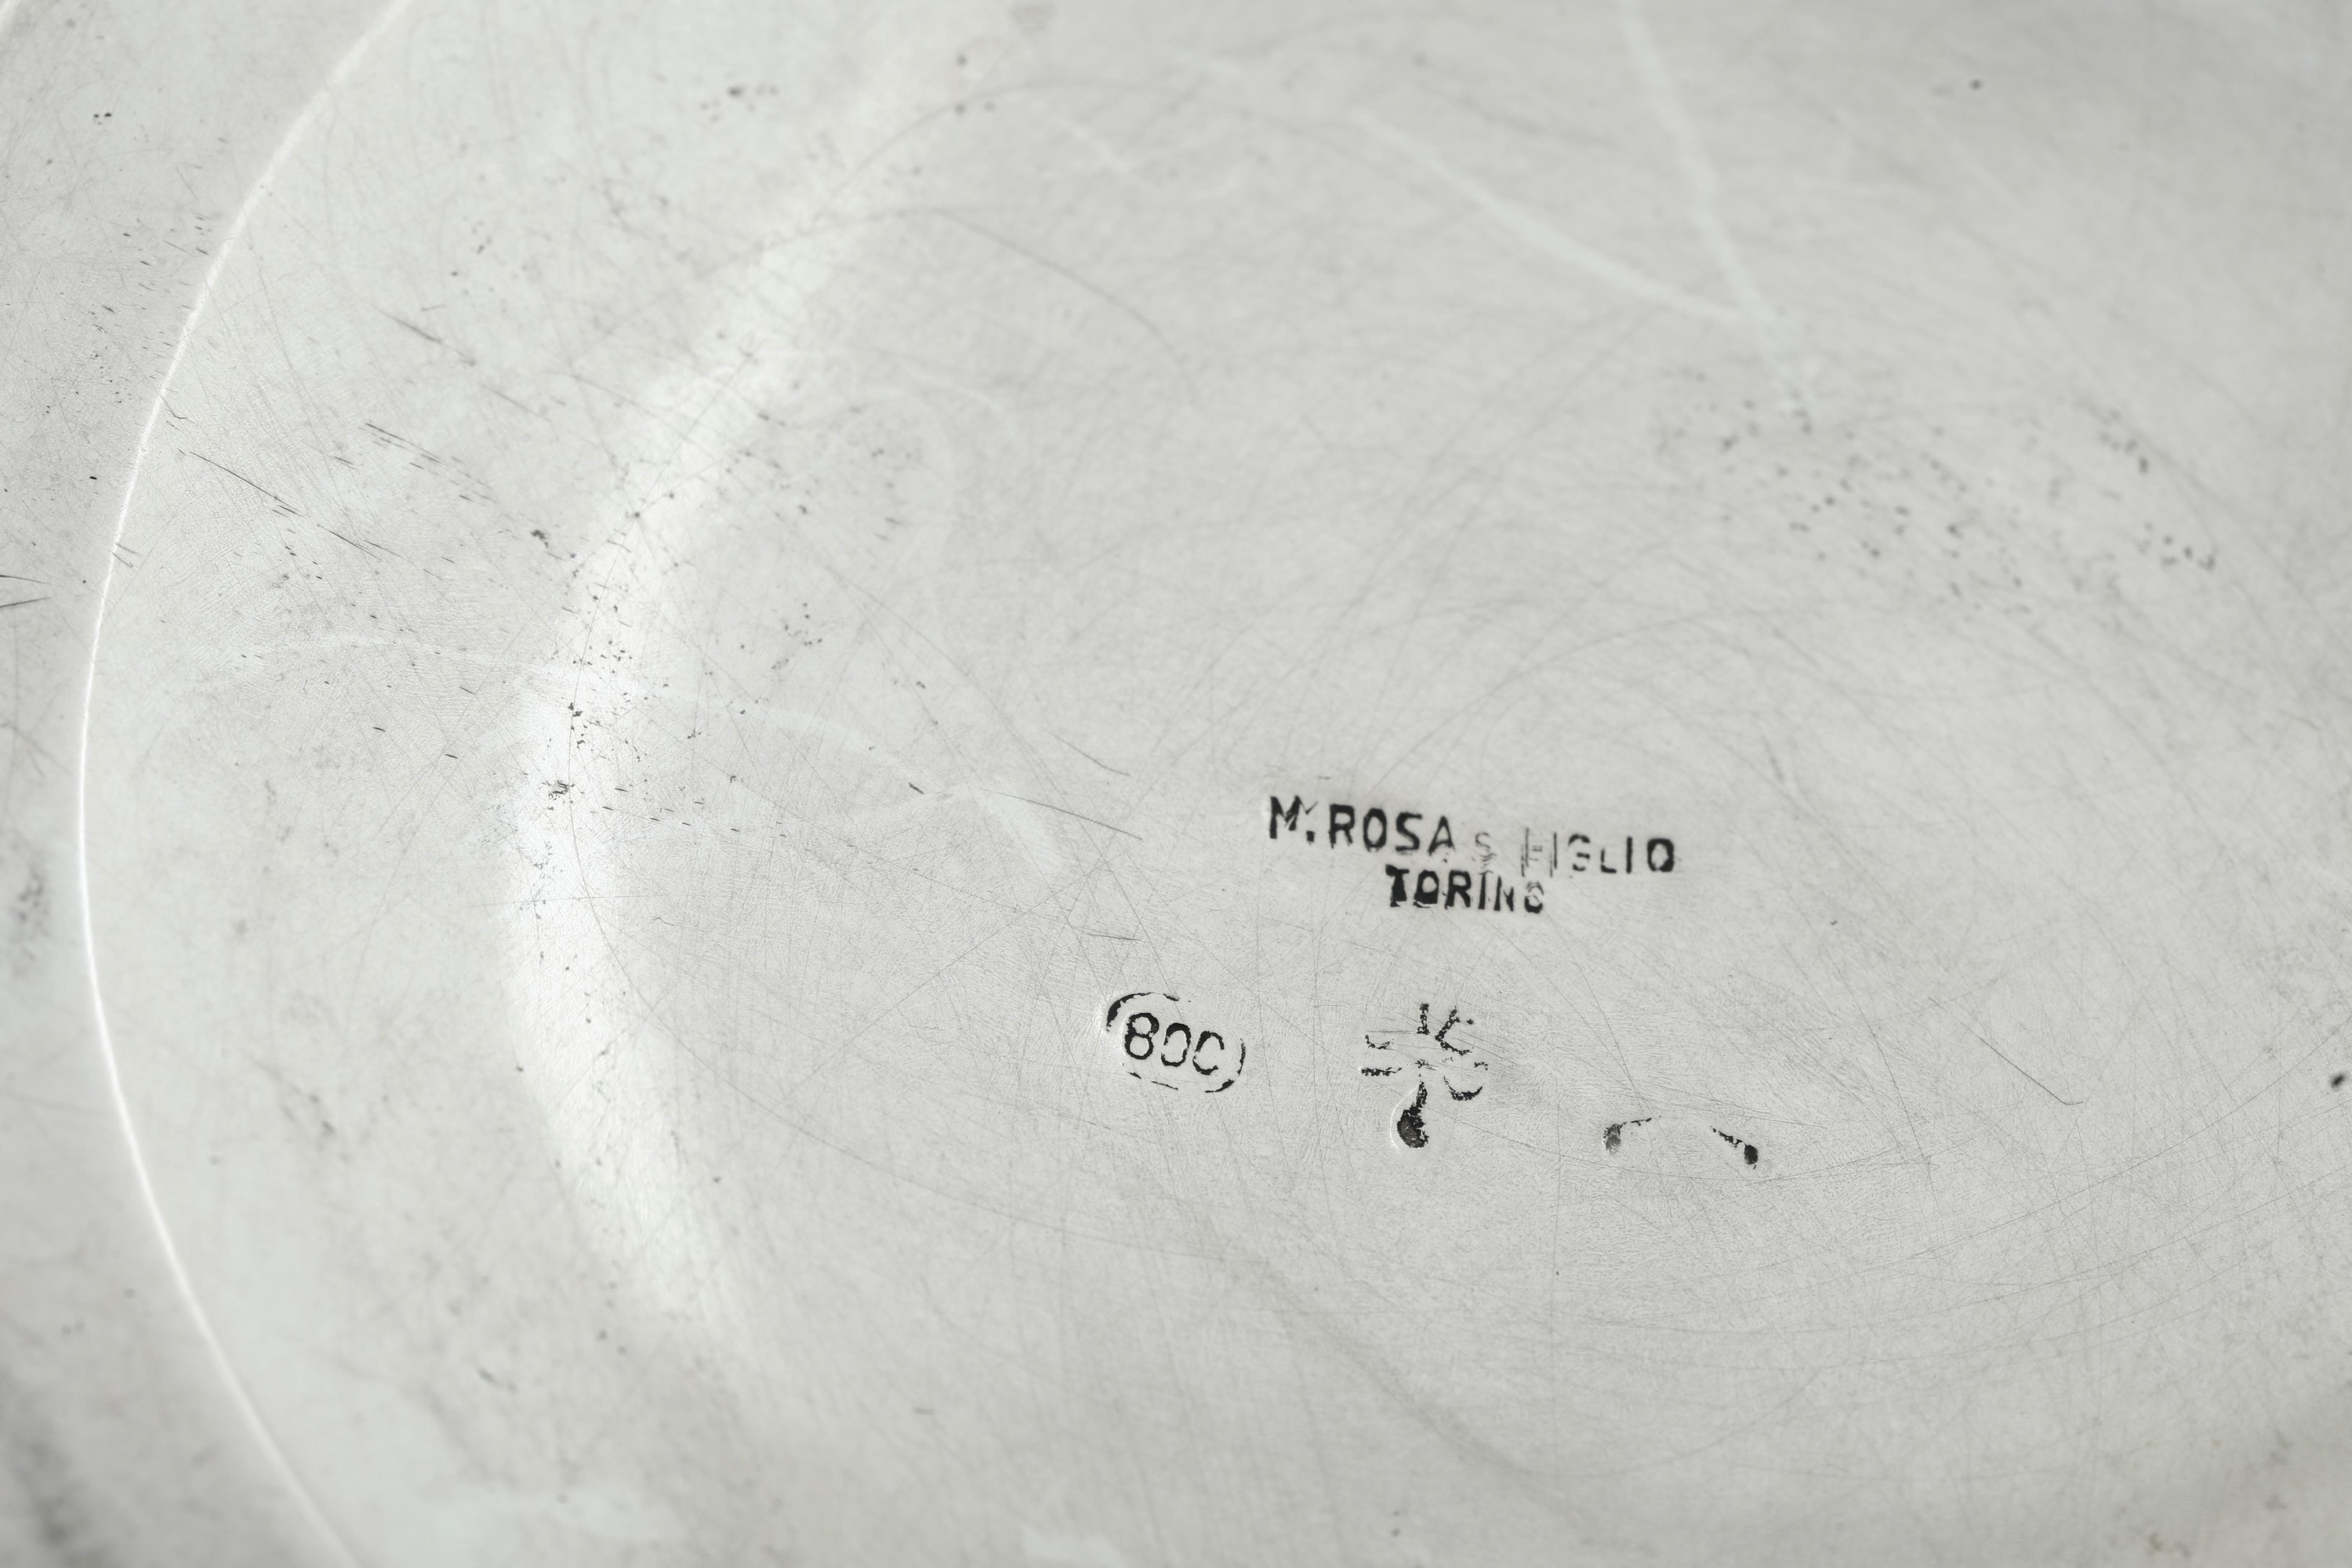 M. ROSA & FIGLIO
TORINO
800